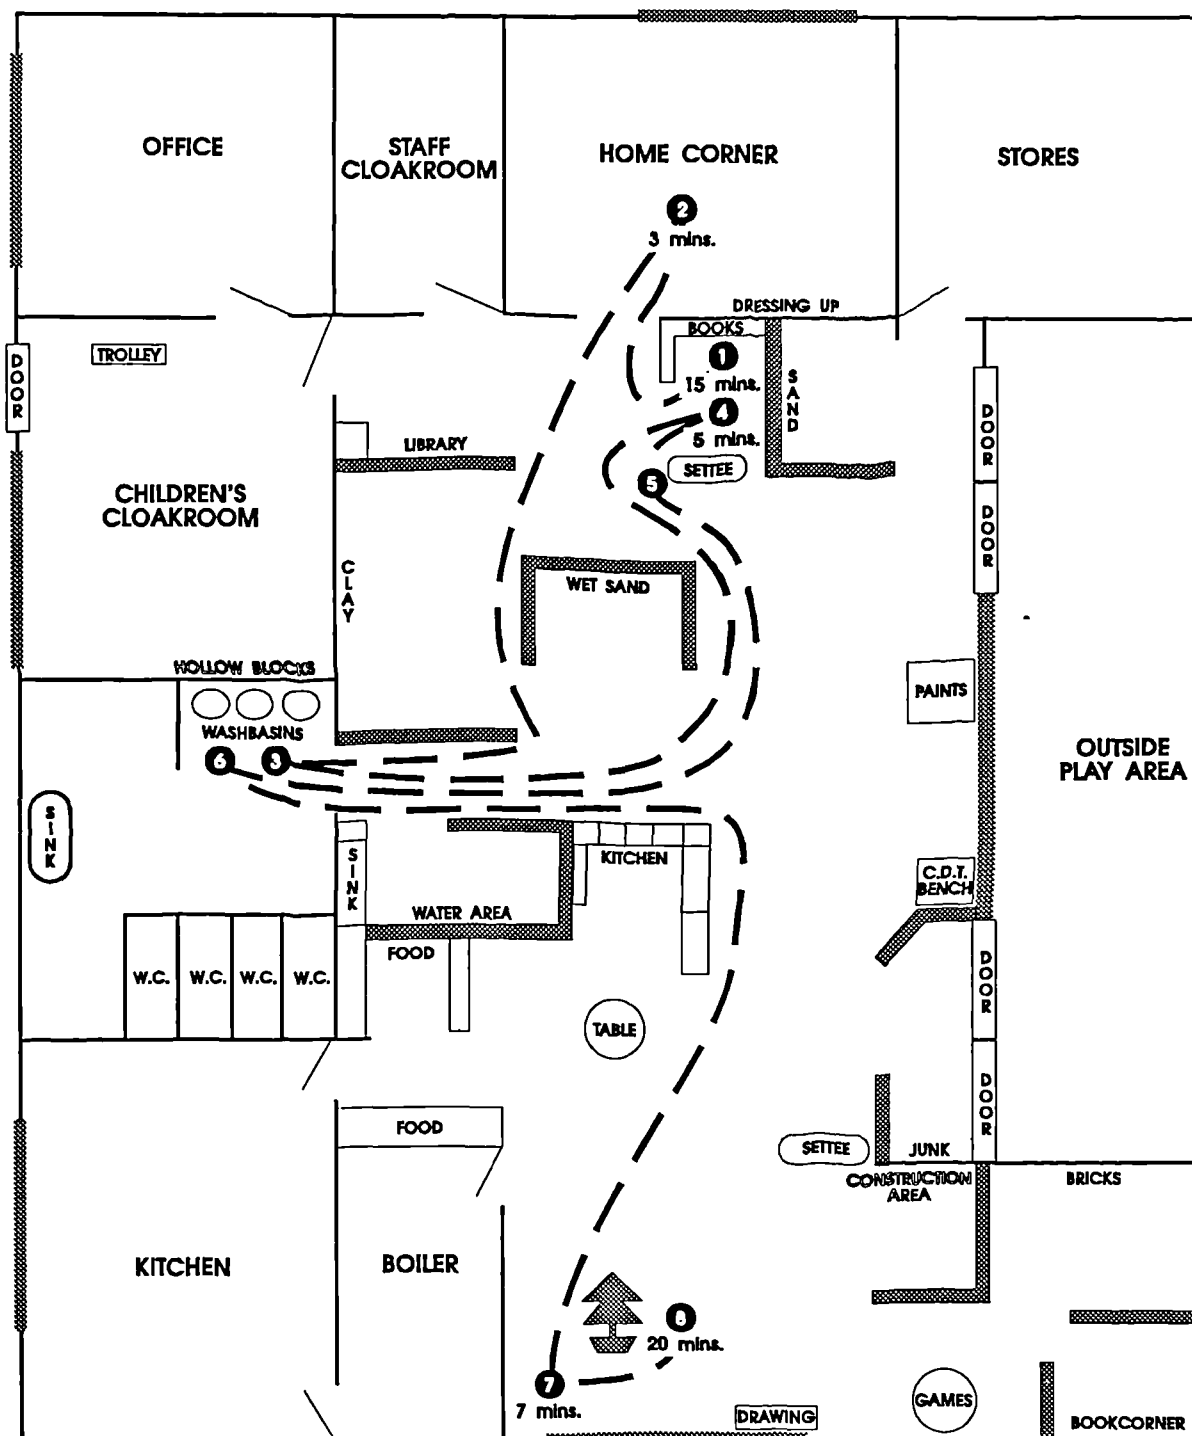 OFFICE
STAFF
CLOAKROOM
HOME CORNER
STORES
2
3 mins.
DRESSING UP
BOOKS
1
15 mins.
4
5 mins.
SAND
SETTEE
5
DOOR
TROLLEY
LIBRARY
DOOR
DOOR
CHILDREN'S
CLOAKROOM
CLAY
WET SAND
HOLLOW BLOCKS
WASHBASINS
6
3
PAINTS
OUTSIDE
PLAY AREA
SINK
SINK
KITCHEN
C.D.T.
BENCH
WATER AREA
FOOD
W.C.
W.C.
W.C.
W.C.
DOOR
TABLE
DOOR
FOOD
SETTEE
JUNK
CONSTRUCTION
AREA
BRICKS
KITCHEN
BOILER
8
20 mins.
7
7 mins.
DRAWING
GAMES
BOOKCORNER